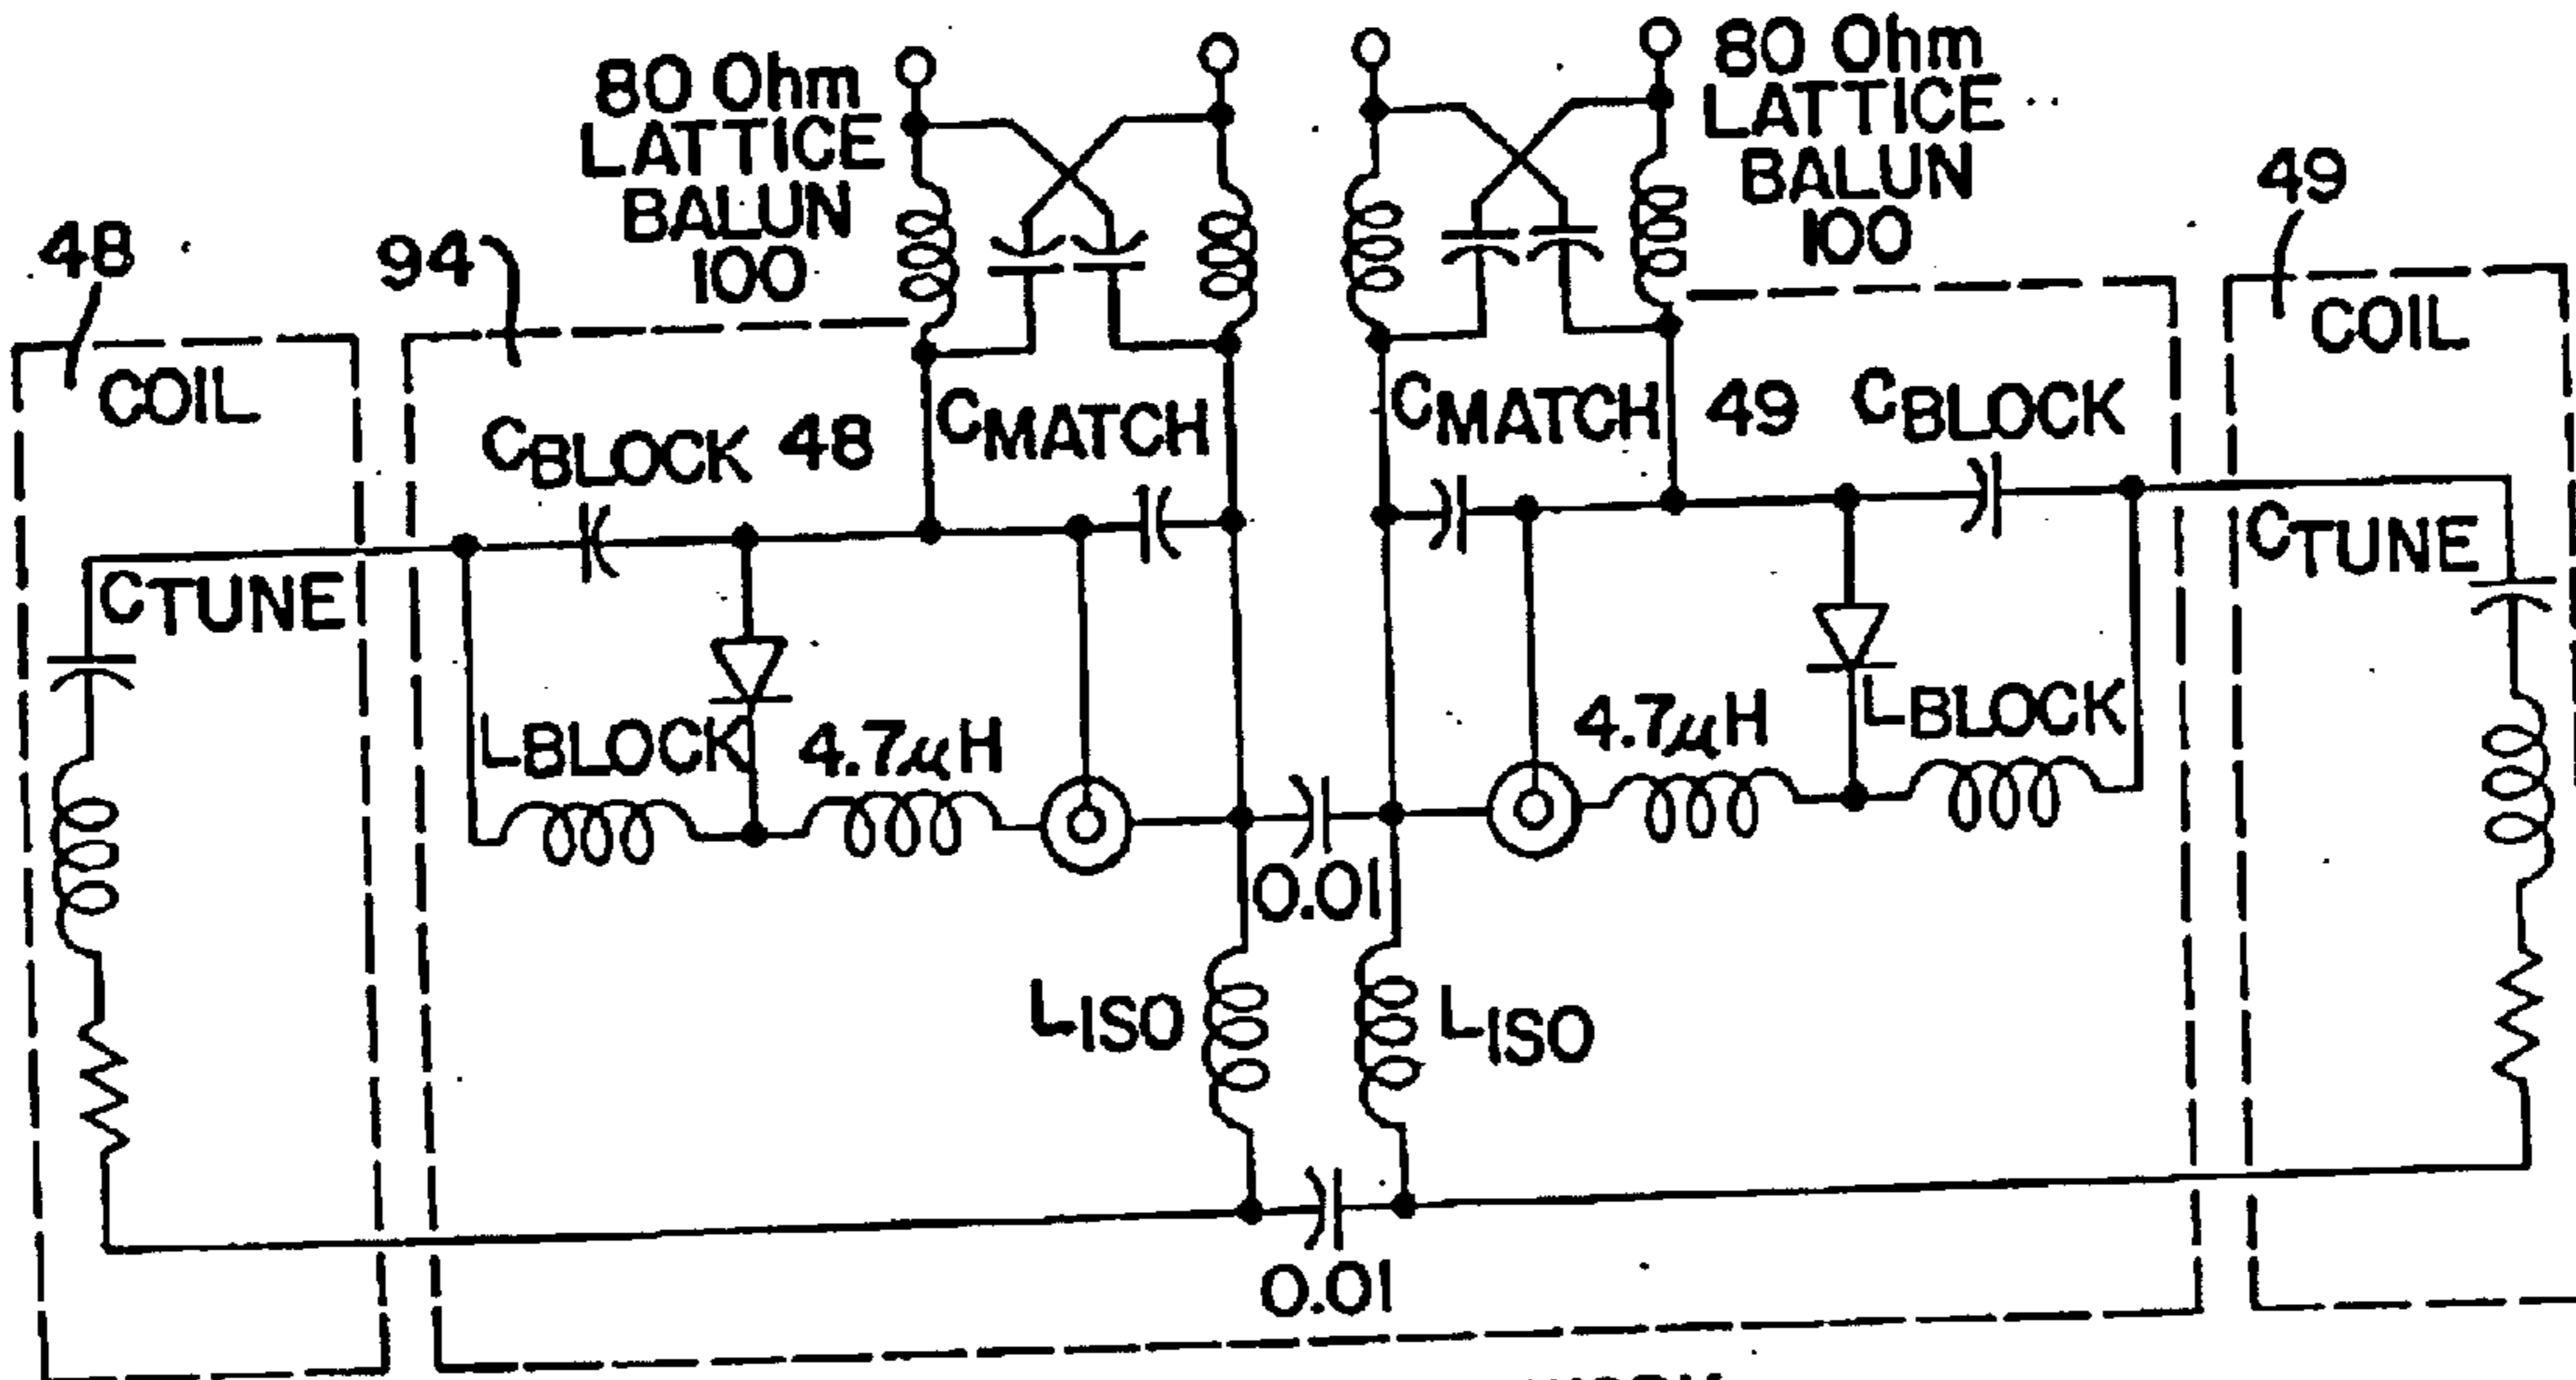 80 Ohm
LATTICE
BALUN
100
80 Ohm
LATTICE
BALUN
100
48
94
49
COIL
COIL
CBLOCK 48
CMATCH
CMATCH 49
CBLOCK
CTUNE
CTUNE
LBLOCK
4.7μH
4.7μH
LBLOCK
0.01
LISO
LISO
0.01